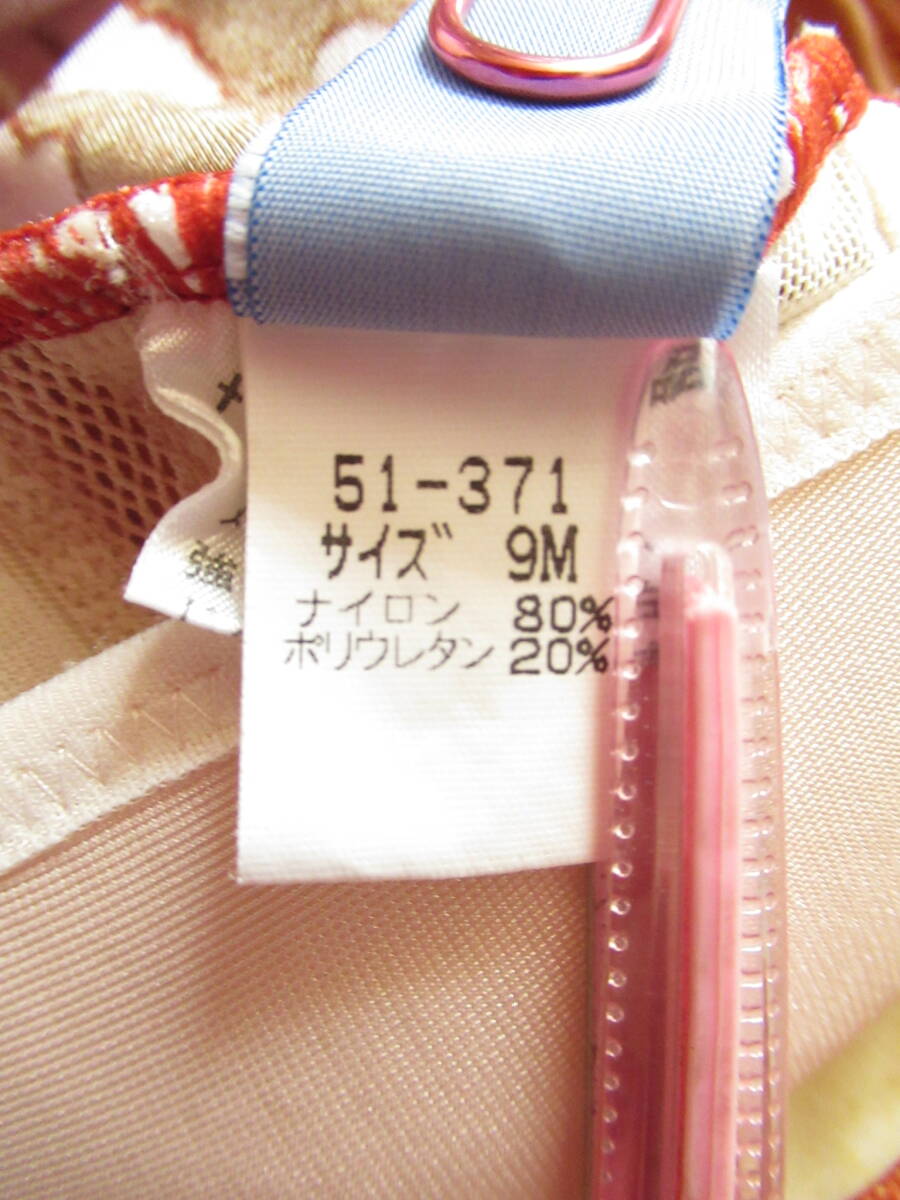 51-371
サイズ 9M
ナイロン 80%
ポリウレタン 20%